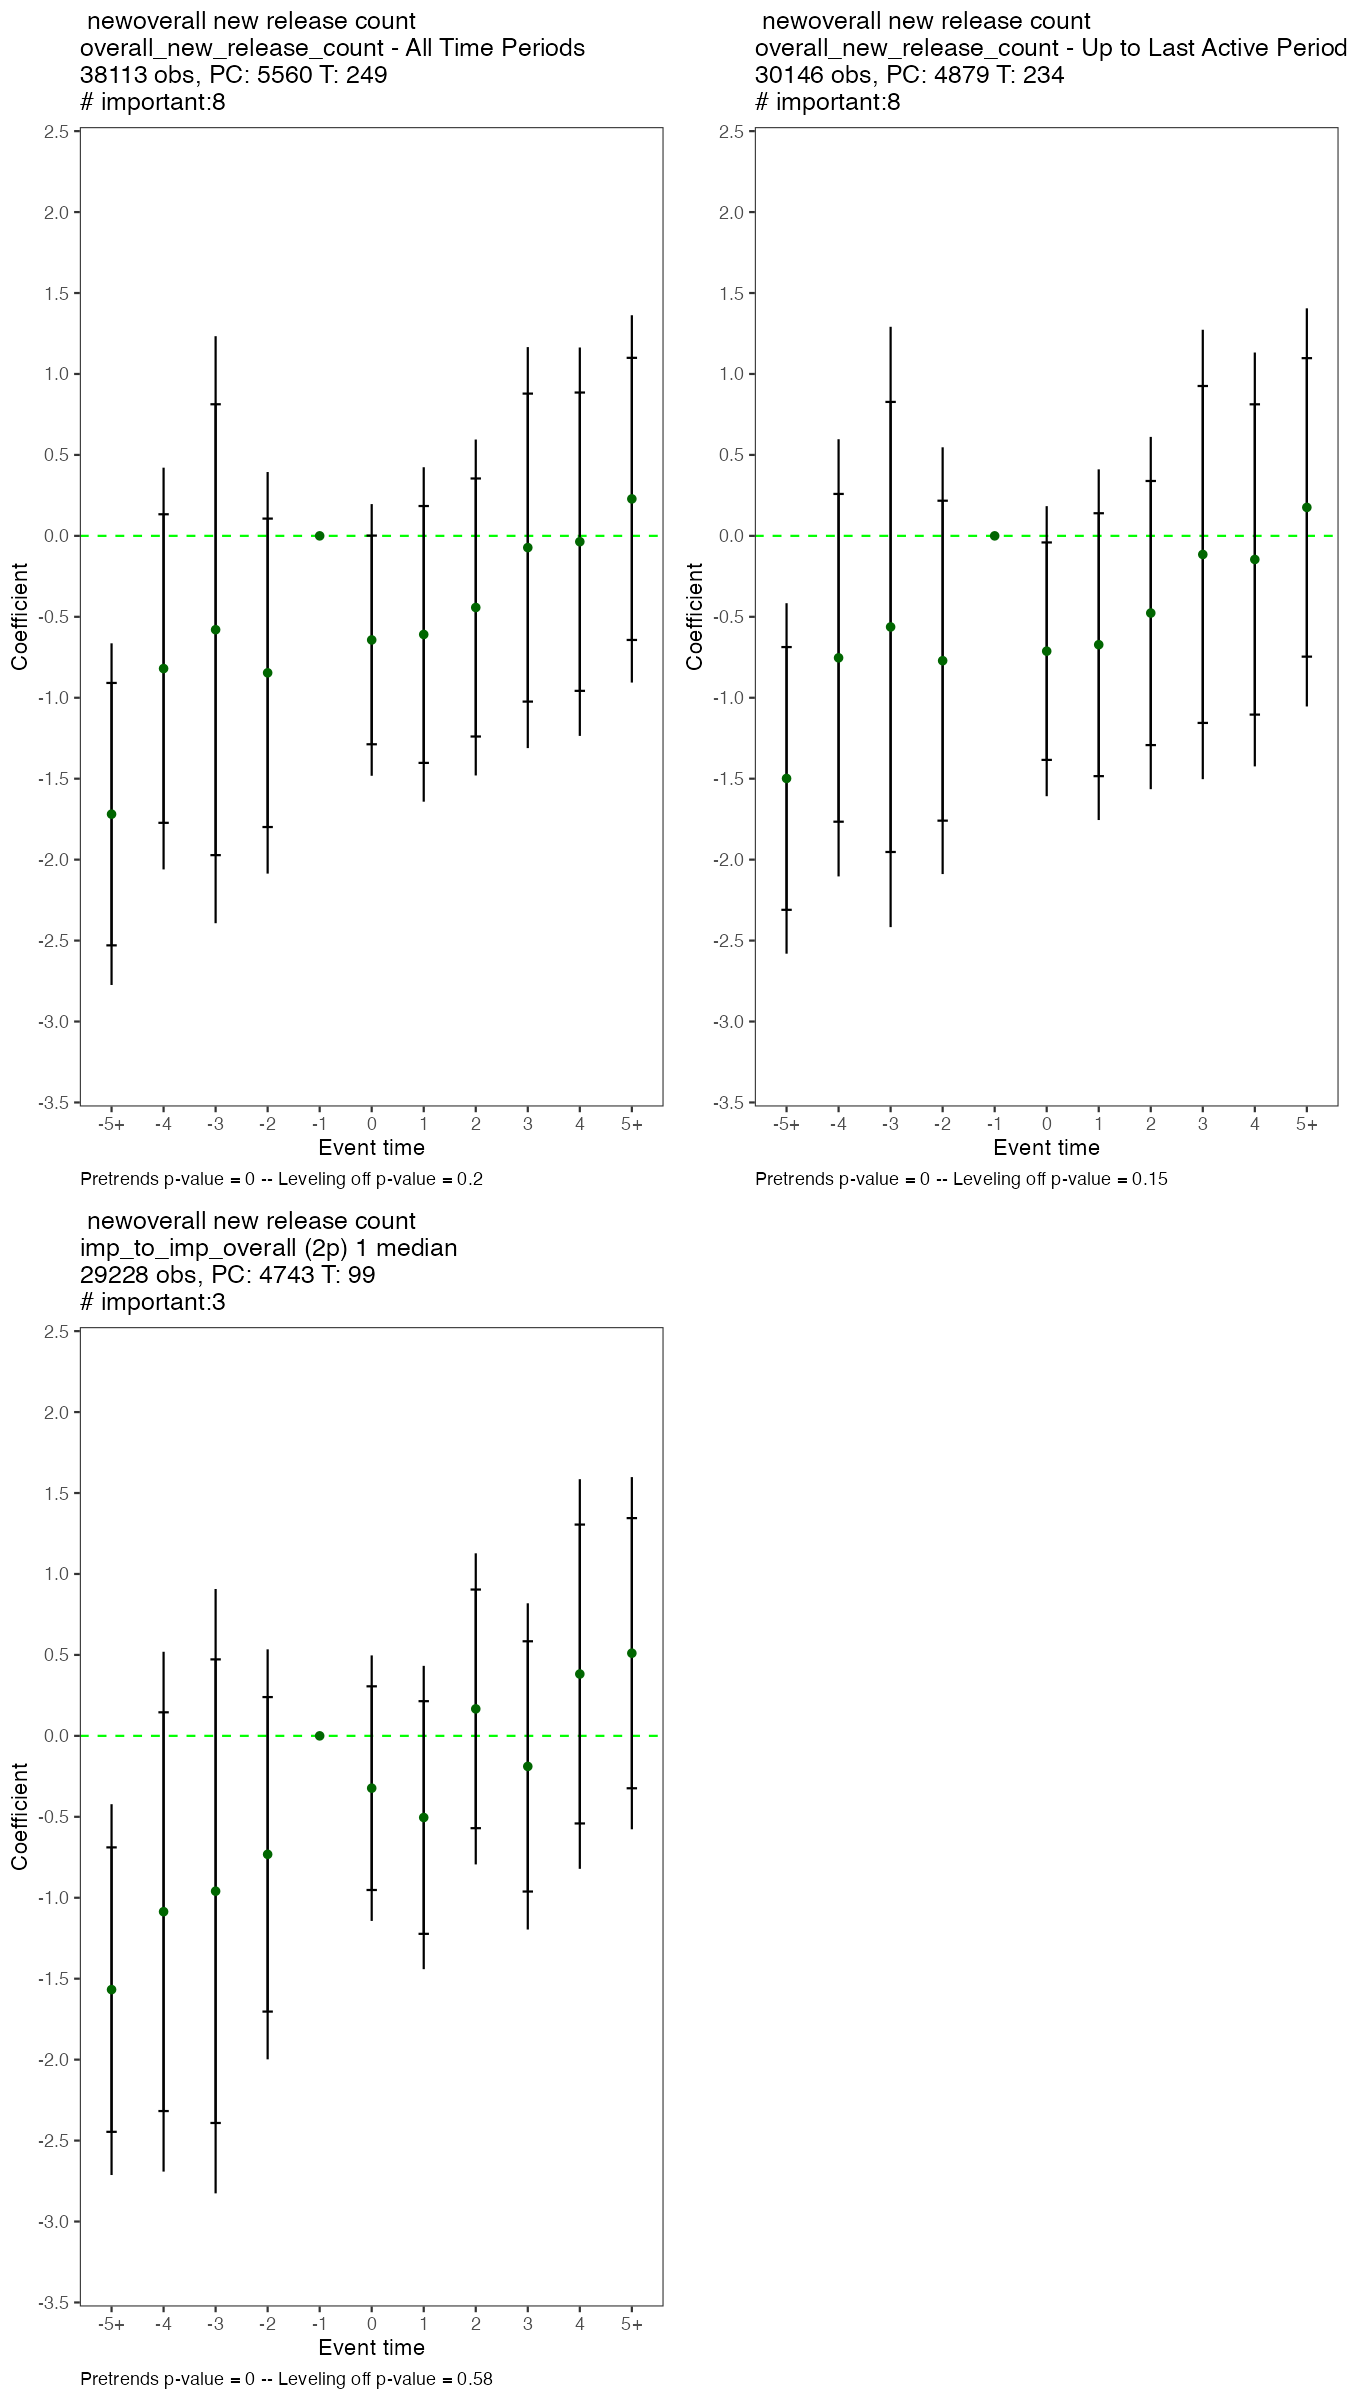 newoverall new release count
overall_new_release_count - All Time Periods
38113 obs, PC: 5560 T: 249
# important:8
2.5
2.0
1.5
1.0
0.5
0.0
-0.5
-1.0
-1.5
-2.0
-2.5
-3.0
-3.5
Coefficient
-5+ -4 -3 -2 -1 0 1 2 3 4 5+
Event time
Pretrends p-value = 0 -- Leveling off p-value = 0.2
newoverall new release count
overall_new_release_count - Up to Last Active Period
30146 obs, PC: 4879 T: 234
# important:8
2.5
2.0
1.5
1.0
0.5
0.0
-0.5
-1.0
-1.5
-2.0
-2.5
-3.0
-3.5
Coefficient
-5+ -4 -3 -2 -1 0 1 2 3 4 5+
Event time
Pretrends p-value = 0 -- Leveling off p-value = 0.15
newoverall new release count
imp_to_imp_overall (2p) 1 median
29228 obs, PC: 4743 T: 99
# important:3
2.5
2.0
1.5
1.0
0.5
0.0
-0.5
-1.0
-1.5
-2.0
-2.5
-3.0
-3.5
Coefficient
-5+ -4 -3 -2 -1 0 1 2 3 4 5+
Event time
Pretrends p-value = 0 -- Leveling off p-value = 0.58